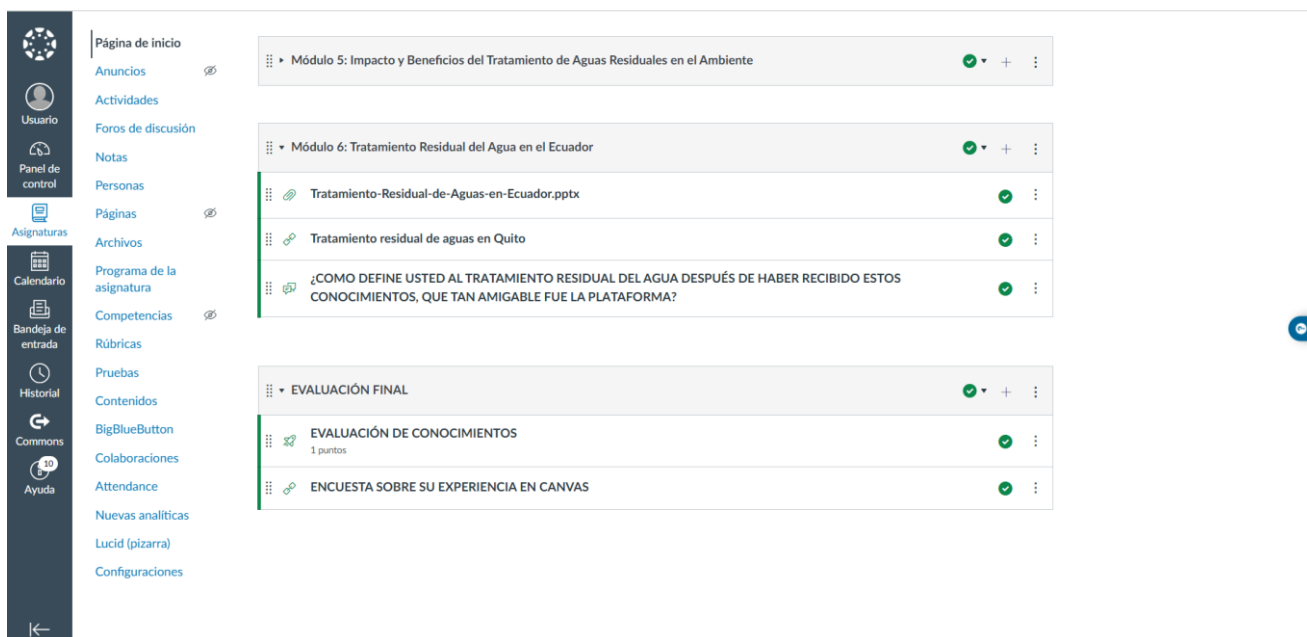 Usuario
Panel de
control
Asignaturas
Calendario
Bandeja de
entrada
Historial
Commons
10
Ayuda
Página de inicio
Anuncios
Actividades
Foros de discusión
Notas
Personas
Páginas
Archivos
Programa de la
asignatura
Competencias
Rúbricas
Pruebas
Contenidos
BigBlueButton
Colaboraciones
Attendance
Nuevas analíticas
Lucid (pizarra)
Configuraciones
Módulo 5: Impacto y Beneficios del Tratamiento de Aguas Residuales en el Ambiente
Módulo 6: Tratamiento Residual del Agua en el Ecuador
Tratamiento-Residual-de-Aguas-en-Ecuador.pptx
Tratamiento residual de aguas en Quito
¿COMO DEFINE USTED AL TRATAMIENTO RESIDUAL DEL AGUA DESPUÉS DE HABER RECIBIDO ESTOS
CONOCIMIENTOS, QUE TAN AMIGABLE FUE LA PLATAFORMA?
EVALUACIÓN FINAL
EVALUACIÓN DE CONOCIMIENTOS
1 puntos
ENCUESTA SOBRE SU EXPERIENCIA EN CANVAS